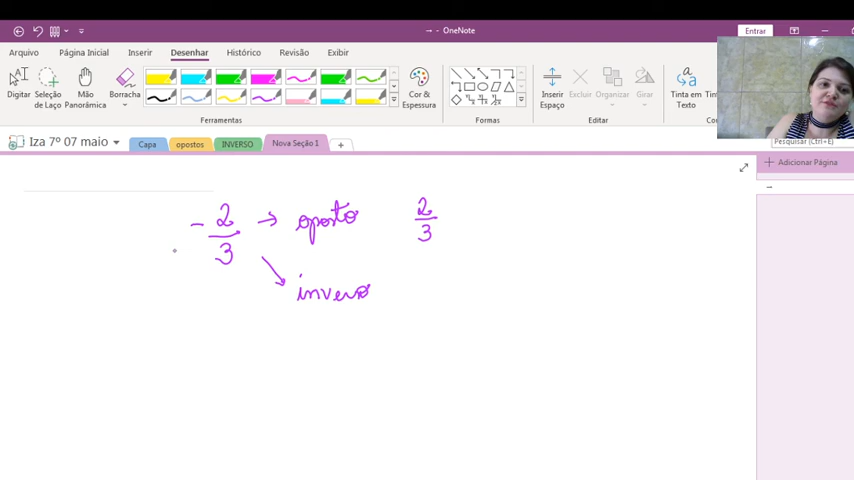 → - OneNote
Entrar
Arquivo Página Inicial Inserir Desenhar Histórico Revisão Exibir
Digitar Seleção de Laço Mão Panorâmica Borracha Cor & Espessura Inserir Espaço Excluir Organizar Girar Tinta em Texto
Ferramentas Formas Editar
Iza 7º 07 maio Capa opostos INVERSO Nova Seção 1 +
Pesquisar (Ctrl+E)
+ Adicionar Página
- 2/3 → oposto 2/3
↘ inverso